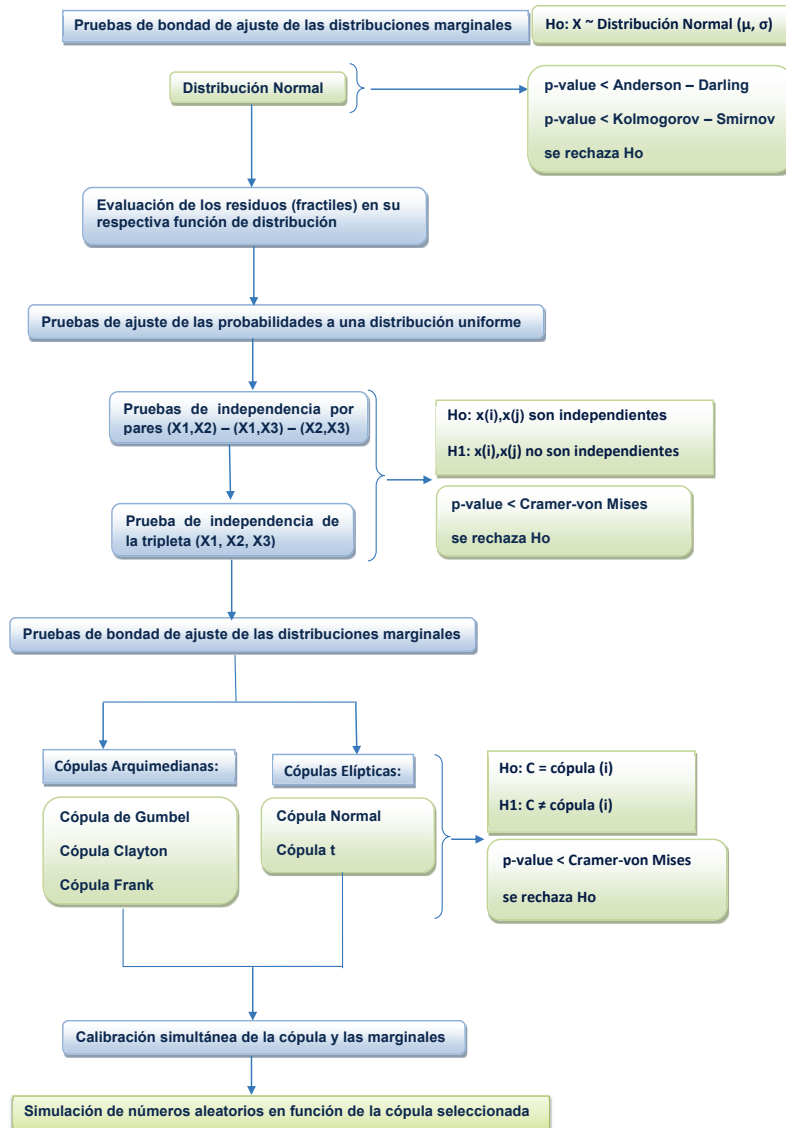 Pruebas de bondad de ajuste de las distribuciones marginales
Ho: X ~ Distribución Normal (μ, σ)
Distribución Normal
p-value < Anderson – Darling
p-value < Kolmogorov – Smirnov
se rechaza Ho
Evaluación de los residuos (fractiles) en su
respectiva función de distribución
Pruebas de ajuste de las probabilidades a una distribución uniforme
Pruebas de independencia por
pares (X1,X2) – (X1,X3) – (X2,X3)
Ho: x(i),x(j) son independientes
H1: x(i),x(j) no son independientes
p-value < Cramer-von Mises
se rechaza Ho
Prueba de independencia de
la tripleta (X1, X2, X3)
Pruebas de bondad de ajuste de las distribuciones marginales
Cópulas Arquimedianas:
Cópula de Gumbel
Cópula Clayton
Cópula Frank
Cópulas Elípticas:
Cópula Normal
Cópula t
Ho: C = cópula (i)
H1: C ≠ cópula (i)
p-value < Cramer-von Mises
se rechaza Ho
Calibración simultánea de la cópula y las marginales
Simulación de números aleatorios en función de la cópula seleccionada